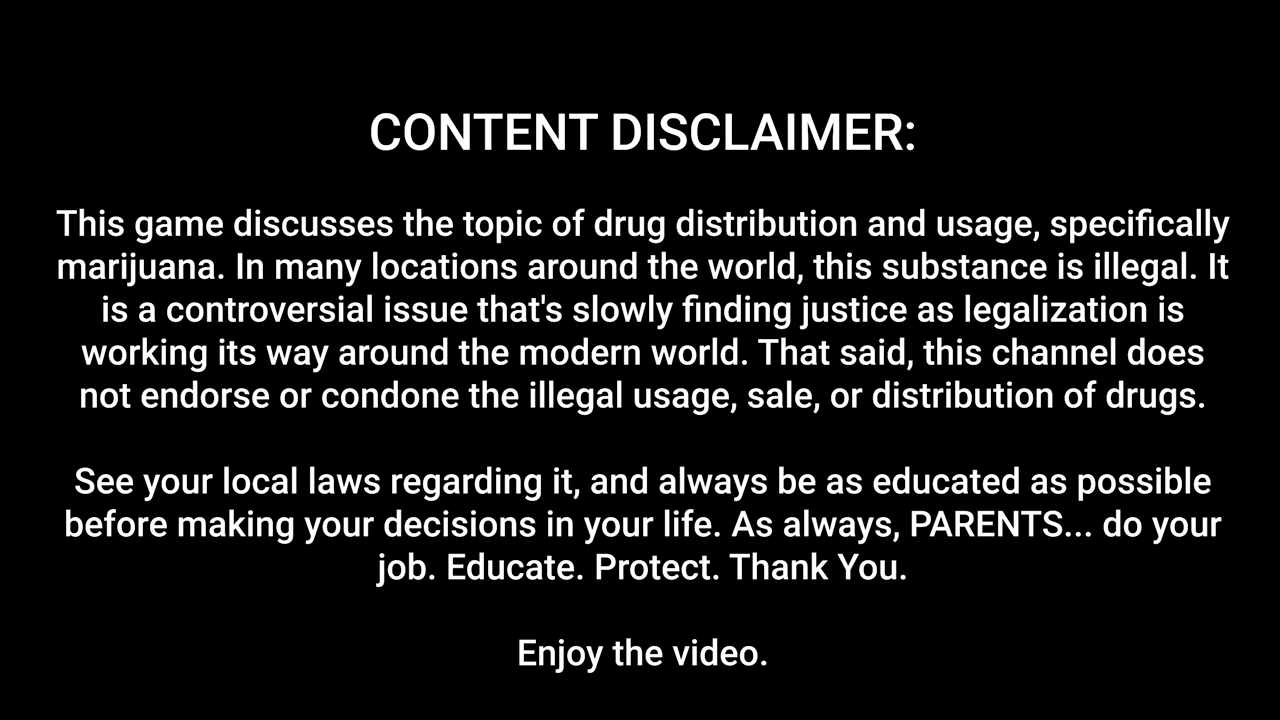 CONTENT DISCLAIMER:
This game discusses the topic of drug distribution and usage, specifically
marijuana. In many locations around the world, this substance is illegal. It
is a controversial issue that's slowly finding justice as legalization is
working its way around the modern world. That said, this channel does
not endorse or condone the illegal usage, sale, or distribution of drugs.
See your local laws regarding it, and always be as educated as possible
before making your decisions in your life. As always, PARENTS... do your
job. Educate. Protect. Thank You.
Enjoy the video.